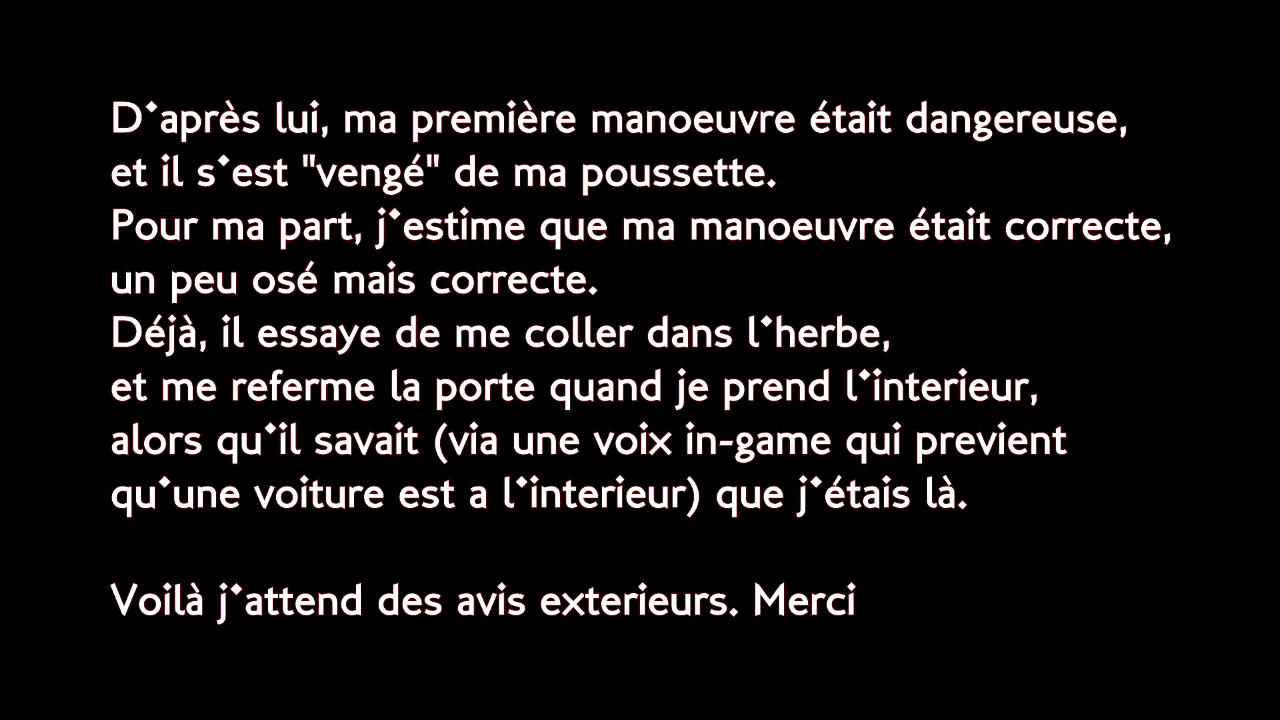 D'après lui, ma première manoeuvre était dangereuse,
et il s'est "vengé" de ma poussette.
Pour ma part, j'estime que ma manoeuvre était correcte,
un peu osé mais correcte.
Déjà, il essaye de me coller dans l'herbe,
et me referme la porte quand je prend l'interieur,
alors qu'il savait (via une voix in-game qui previent
qu'une voiture est a l'interieur) que j'étais là.
Voilà j'attend des avis exterieurs. Merci